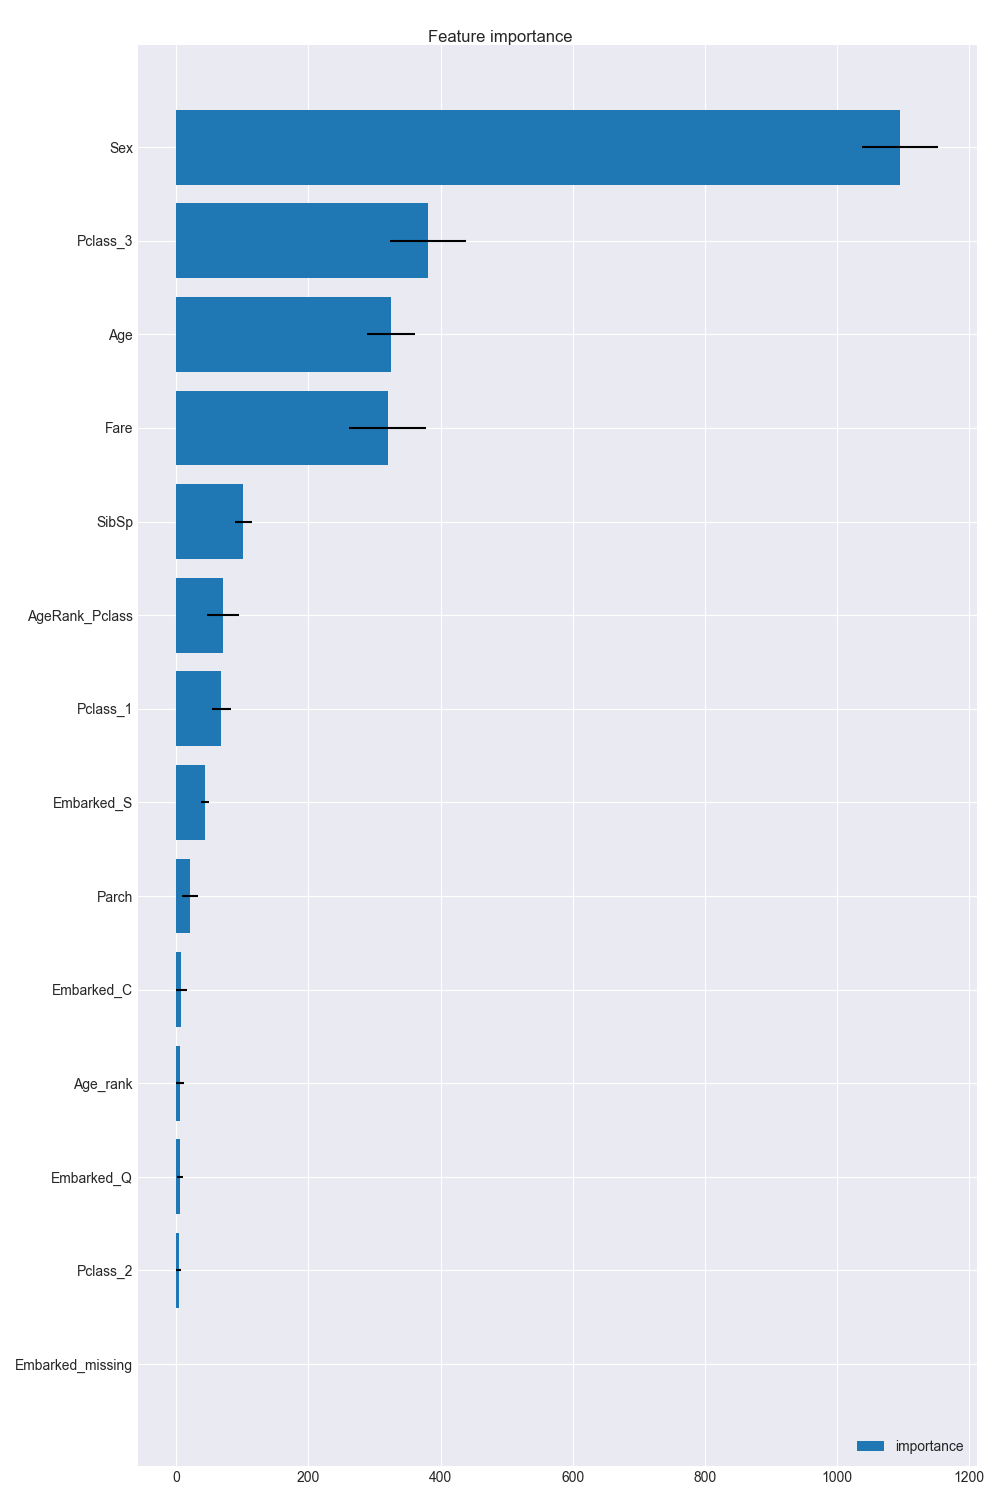 Feature importance
Sex
Pclass_3
Age
Fare
SibSp
AgeRank_Pclass
Pclass_1
Embarked_S
Parch
Embarked_C
Age_rank
Embarked_Q
Pclass_2
Embarked_missing
importance
0 200 400 600 800 1000 1200